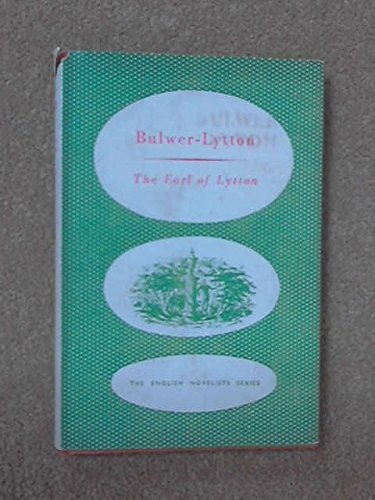 Bulwer-Lytton
The Earl of Lytton
THE ENGLISH NOVELISTS SERIES